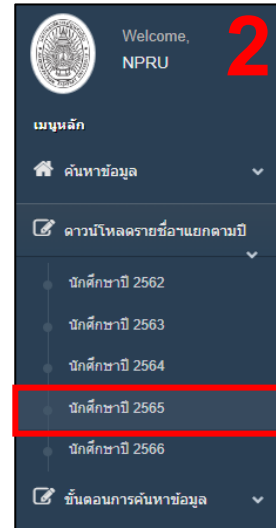 Welcome,
NPRU
2
เมนูหลัก
ค้นหาข้อมูล
ดาวน์โหลดรายชื่อฯแยกตามปี
นักศึกษาปี 2562
นักศึกษาปี 2563
นักศึกษาปี 2564
นักศึกษาปี 2565
นักศึกษาปี 2566
ขั้นตอนการค้นหาข้อมูล